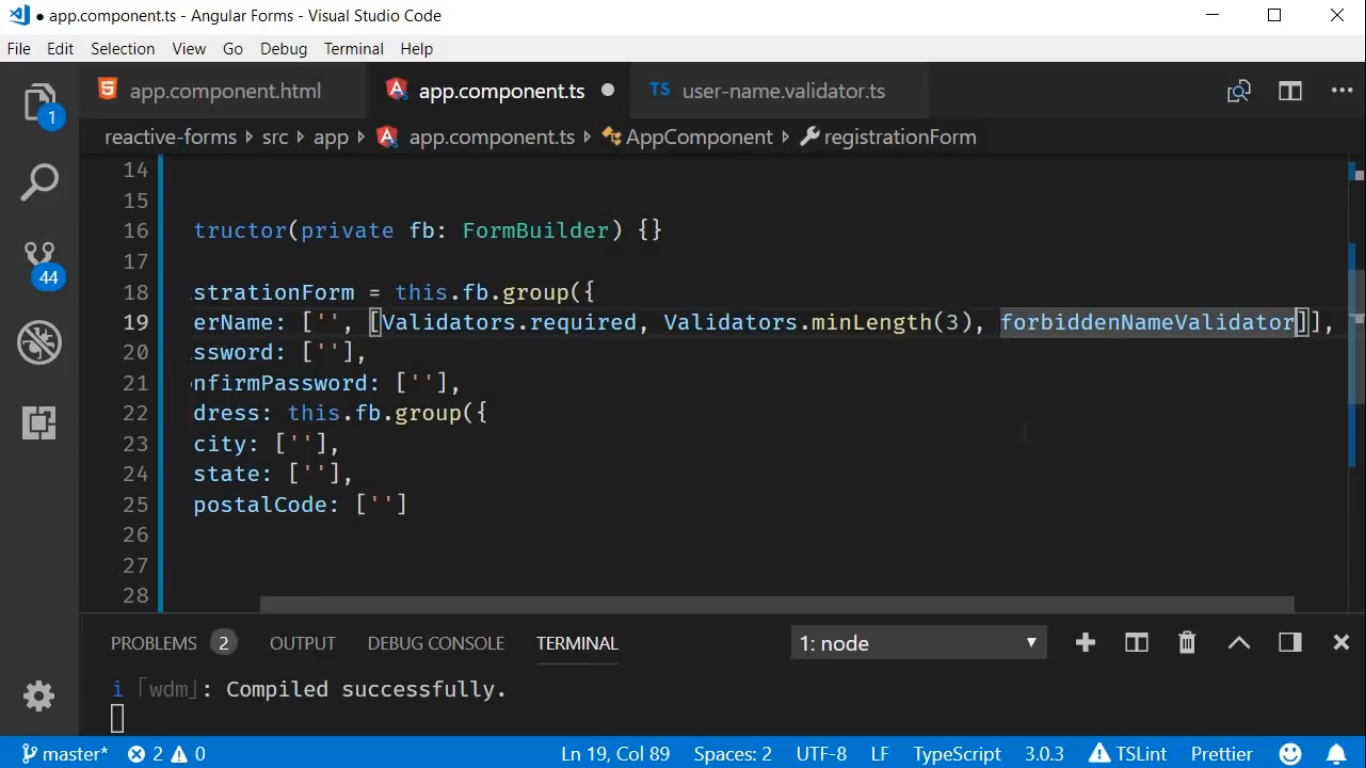 ● app.component.ts - Angular Forms - Visual Studio Code
File Edit Selection View Go Debug Terminal Help
app.component.html app.component.ts TS user-name.validator.ts
reactive-forms src app app.component.ts AppComponent registrationForm
14
15
16 tructor(private fb: FormBuilder) {}
17
18 strationForm = this.fb.group({
19 erName: ['', [Validators.required, Validators.minLength(3), forbiddenNameValidator]],
20 ssword: [''],
21 nfirmPassword: [''],
22 dress: this.fb.group({
23 city: [''],
24 state: [''],
25 postalCode: ['']
26
27
28
1
44
PROBLEMS 2 OUTPUT DEBUG CONSOLE TERMINAL 1: node
i 「wdm」: Compiled successfully.
master* 2 0 Ln 19, Col 89 Spaces: 2 UTF-8 LF TypeScript 3.0.3 TSLint Prettier